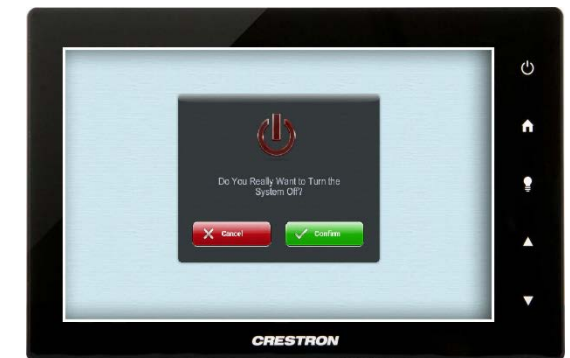 Do You Really Want to Turn the
System Off?
Cancel
Confirm
CRESTRON